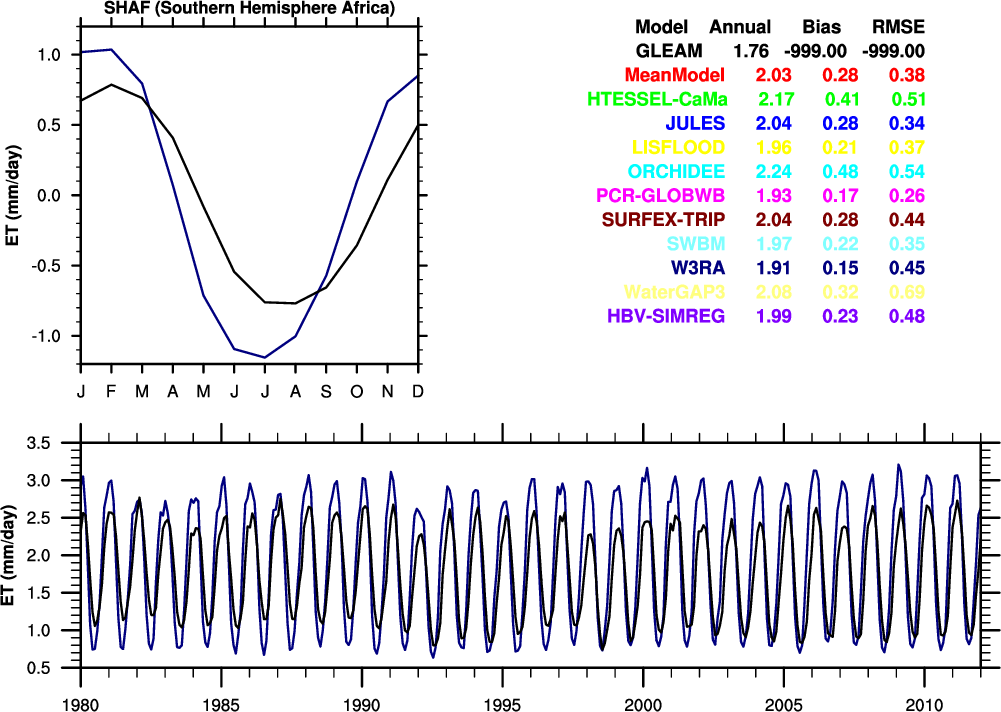 SHAF (Southern Hemisphere Africa)
ET (mm/day)
1.0
0.5
0.0
-0.5
-1.0
J F M A M J J A S O N D
Model Annual Bias RMSE
GLEAM 1.76 -999.00 -999.00
MeanModel 2.03 0.28 0.38
HTESSEL-CaMa 2.17 0.41 0.51
JULES 2.04 0.28 0.34
LISFLOOD 1.96 0.21 0.37
ORCHIDEE 2.24 0.48 0.54
PCR-GLOBWB 1.93 0.17 0.26
SURFEX-TRIP 2.04 0.28 0.44
SWBM 1.97 0.22 0.35
W3RA 1.91 0.15 0.45
WaterGAP3 2.08 0.32 0.69
HBV-SIMREG 1.99 0.23 0.48
ET (mm/day)
3.5
3.0
2.5
2.0
1.5
1.0
0.5
1980 1985 1990 1995 2000 2005 2010